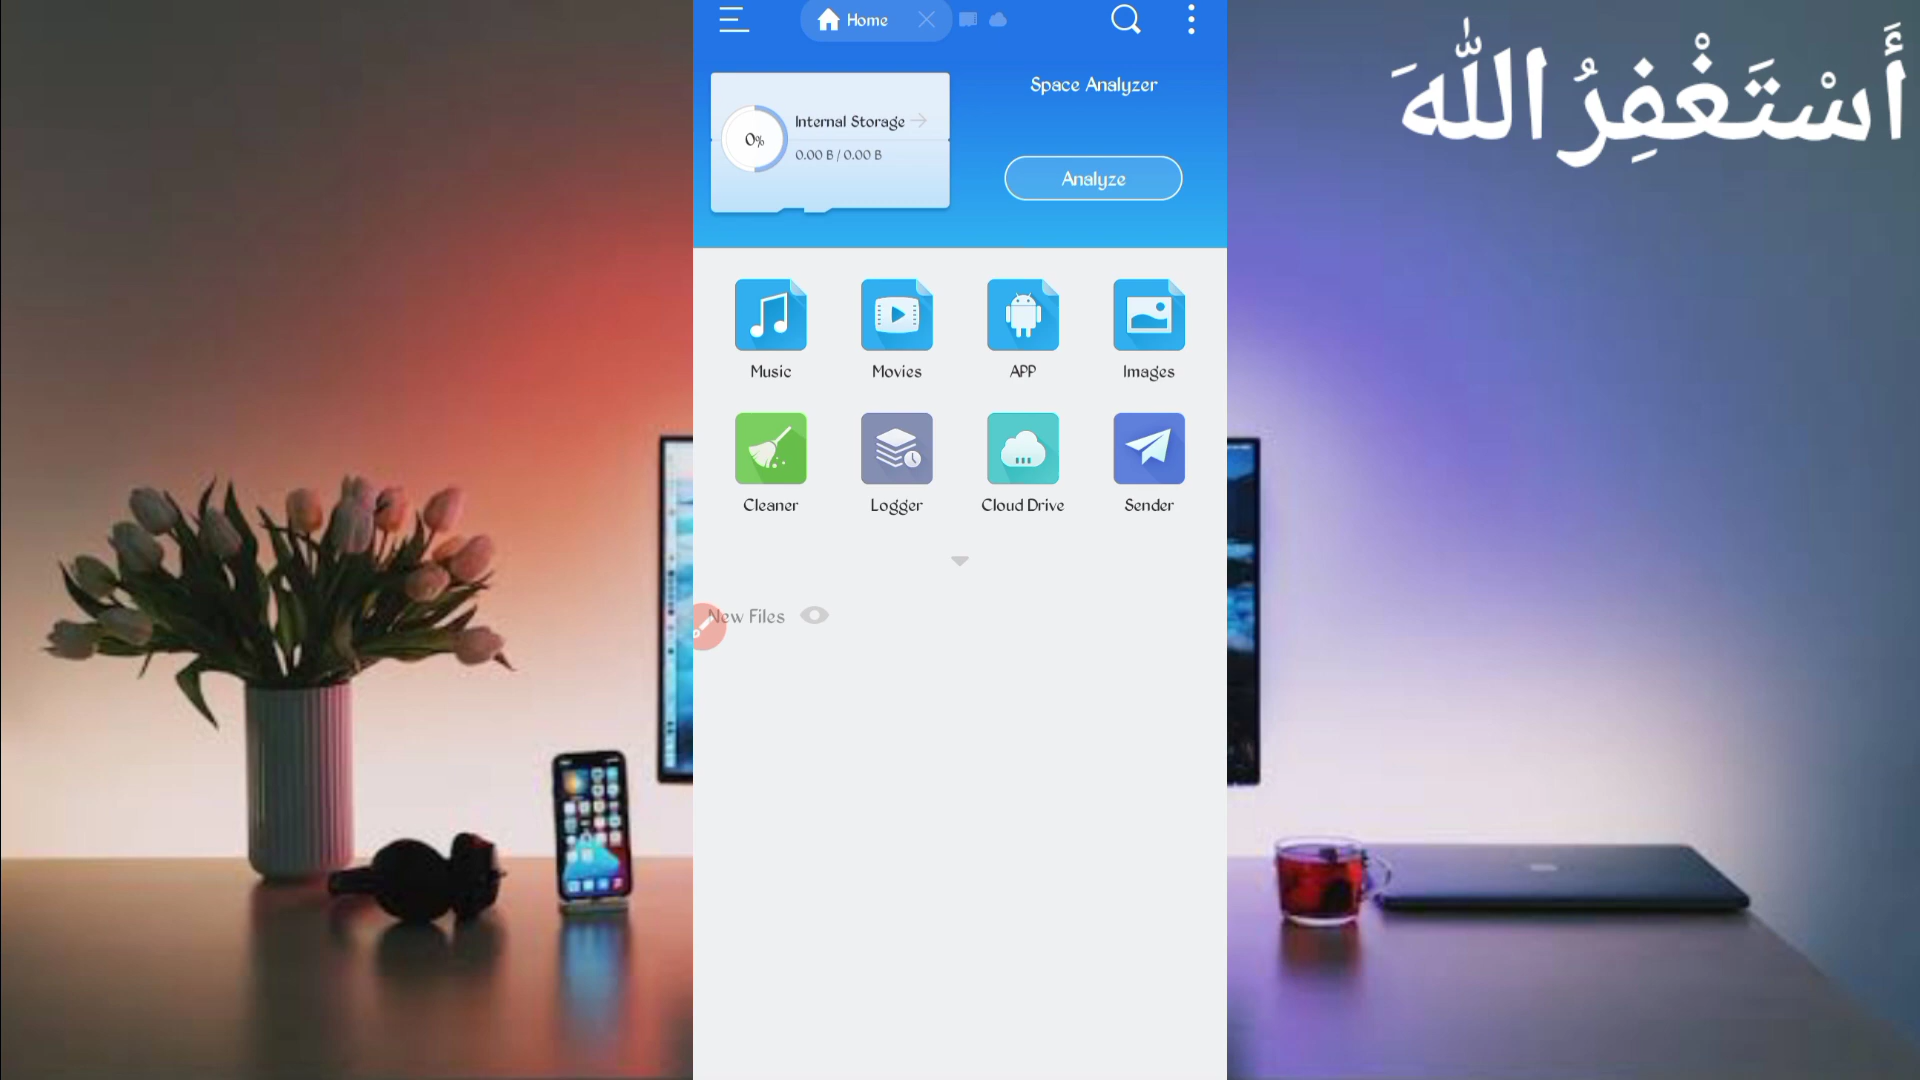 Home
أَسْتَغْفِرُ اللّٰهَ
Space Analyzer
Internal Storage
0%
0.00 B / 0.00 B
Analyze
Music
Movies
APP
Images
Cleaner
Logger
Cloud Drive
Sender
New Files